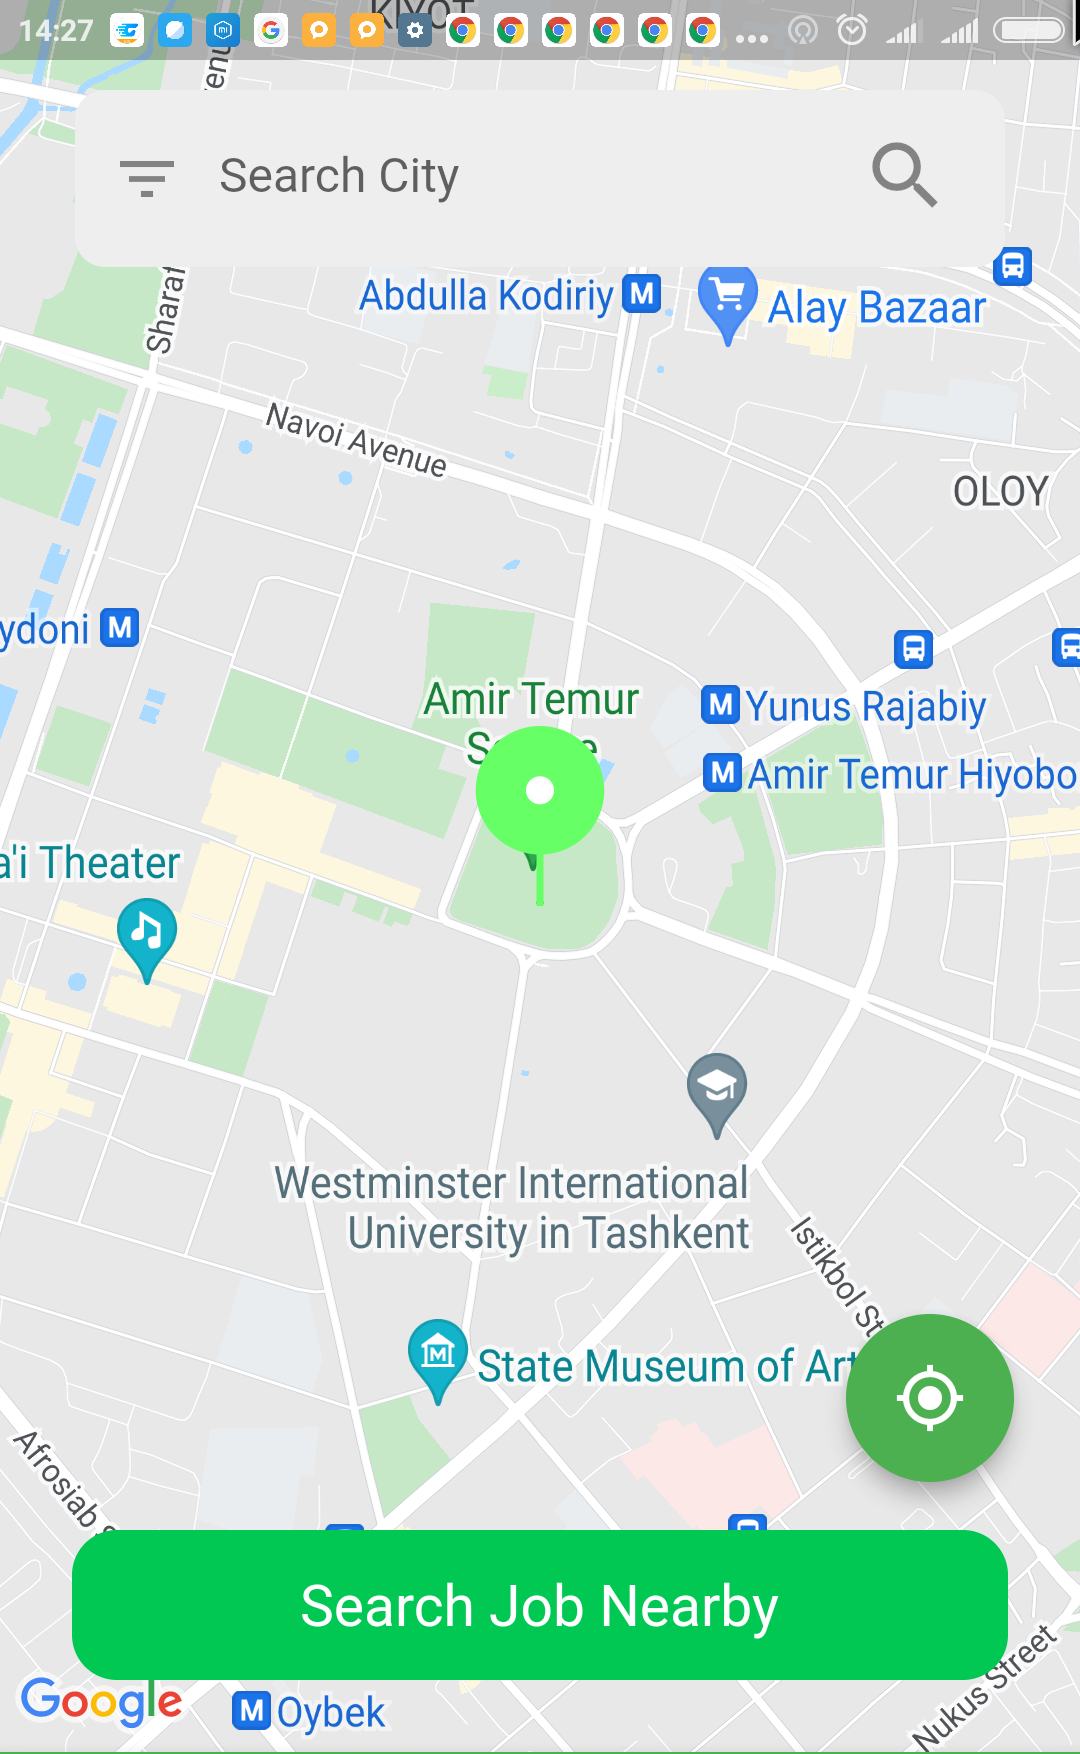 14:27
KIYOT
Search City
Sharaf
Abdulla Kodiriy
M
Alay Bazaar
Navoi Avenue
OLOY
ydoni
M
Amir Temur
M
Yunus Rajabiy
M
Amir Temur Hiyobo
a'i Theater
Westminster International
University in Tashkent
Istikbol St
M
State Museum of Art
Afrosiab
Search Job Nearby
Google
M
Oybek
Nukus Street